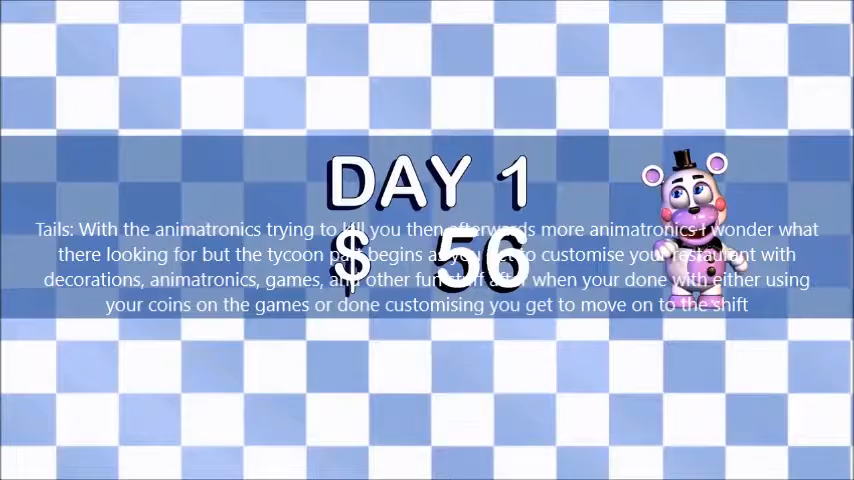 DAY 1
$ 56
Tails: With the animatronics trying to kill you then afterwords more animatronics I wonder what
there looking for but the tycoon part begins as you get to customise your restaurant with
decorations, animatronics, games, and other fun stuff after when your done with either using
your coins on the games or done customising you get to move on to the shift